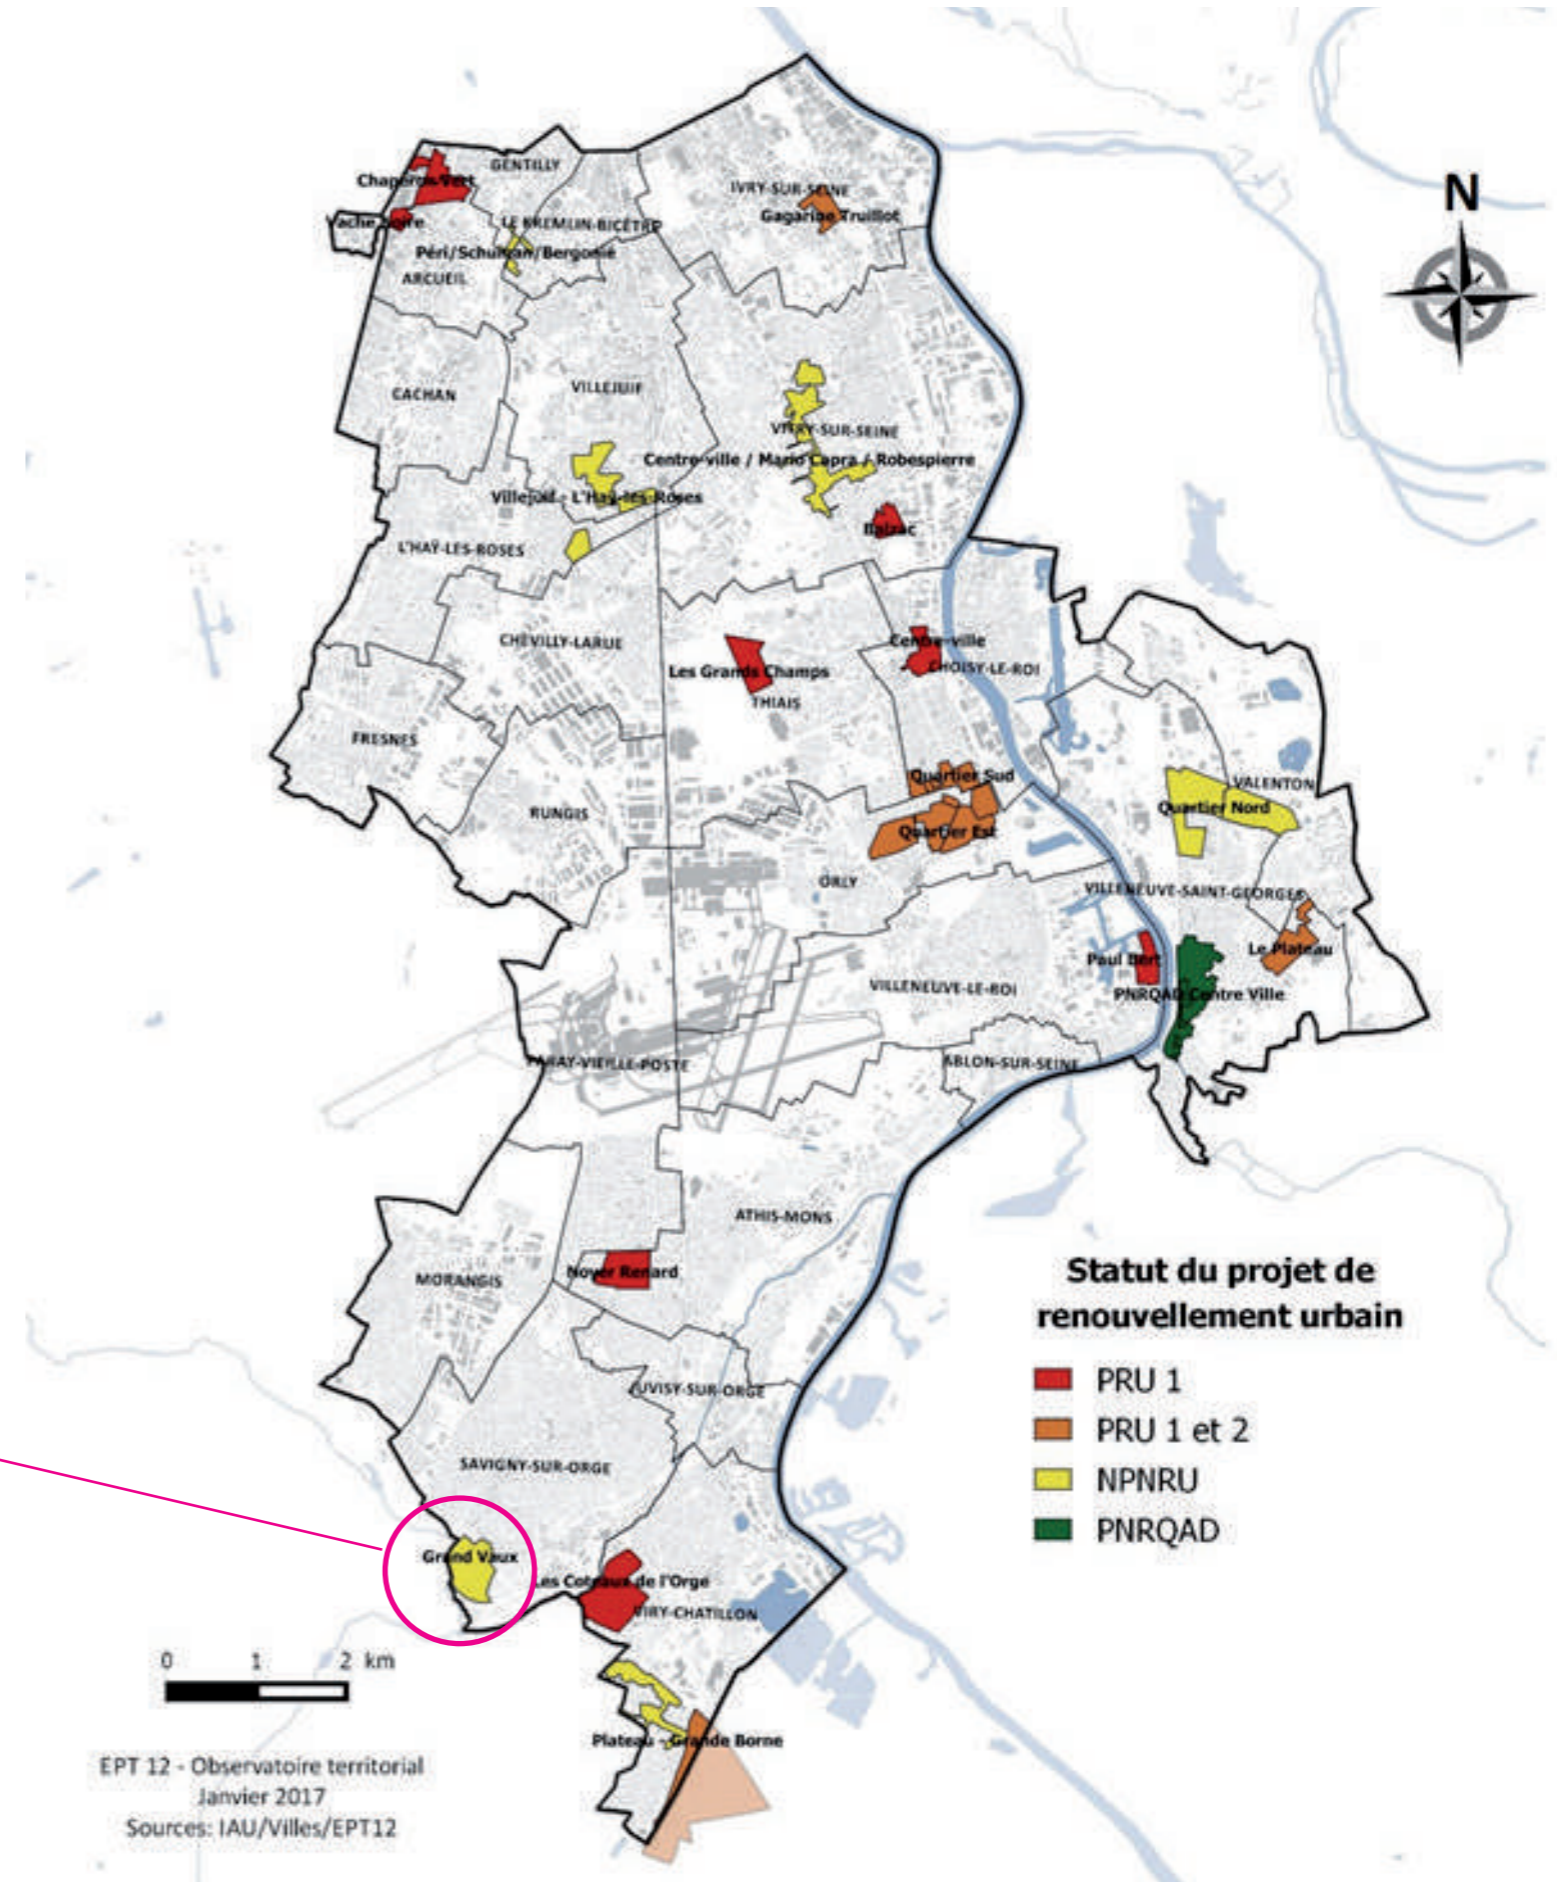 GENTILLY
Chaperon Vert
IVRY-SUR-SEINE
Gagarine Truillot
Vache Noire
LE KREMLIN-BICÊTRE
Péri/Schuman/Bergonié
ARCUEIL
N
CACHAN
VILLEJUIF
VITRY-SUR-SEINE
Centre-ville / Mario Capra / Robespierre
Villejuif - L'Haÿ-les-Roses
Balzac
L'HAŸ-LES-ROSES
CHEVILLY-LARUE
Centre-ville
CHOISY-LE-ROI
Les Grands Champs
THIAIS
FRESNES
Quartier Sud
VALENTON
Quartier Nord
RUNGIS
Quartier Est
ORLY
VILLENEUVE-SAINT-GEORGES
Le Plateau
Paul Bert
VILLENEUVE-LE-ROI
PNRQAD Centre Ville
PARAY-VIEILLE-POSTE
ABLON-SUR-SEINE
ATHIS-MONS
Noyer Renard
MORANGIS
Statut du projet de
renouvellement urbain
PRU 1
PRU 1 et 2
NPNRU
PNRQAD
JUVISY-SUR-ORGE
SAVIGNY-SUR-ORGE
Grand Vaux
Les Coteaux de l'Orge
VIRY-CHATILLON
0 1 2 km
Plateau - Grande Borne
EPT 12 - Observatoire territorial
Janvier 2017
Sources: IAU/Villes/EPT12